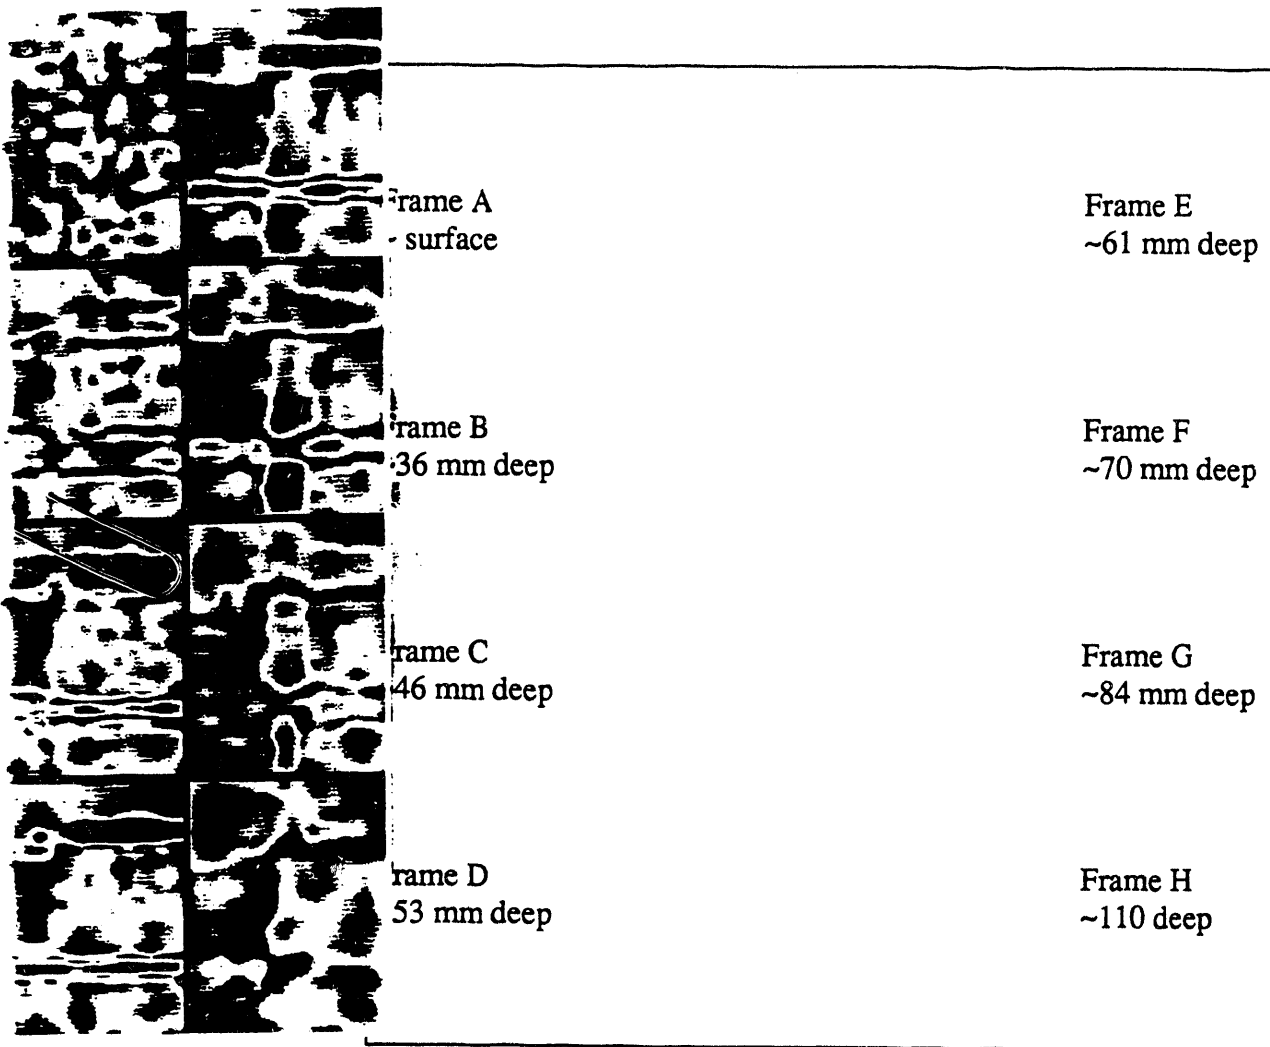 Frame A
~ surface
Frame B
~36 mm deep
Frame C
~46 mm deep
Frame D
53 mm deep
Frame E
~61 mm deep
Frame F
~70 mm deep
Frame G
~84 mm deep
Frame H
~110 deep